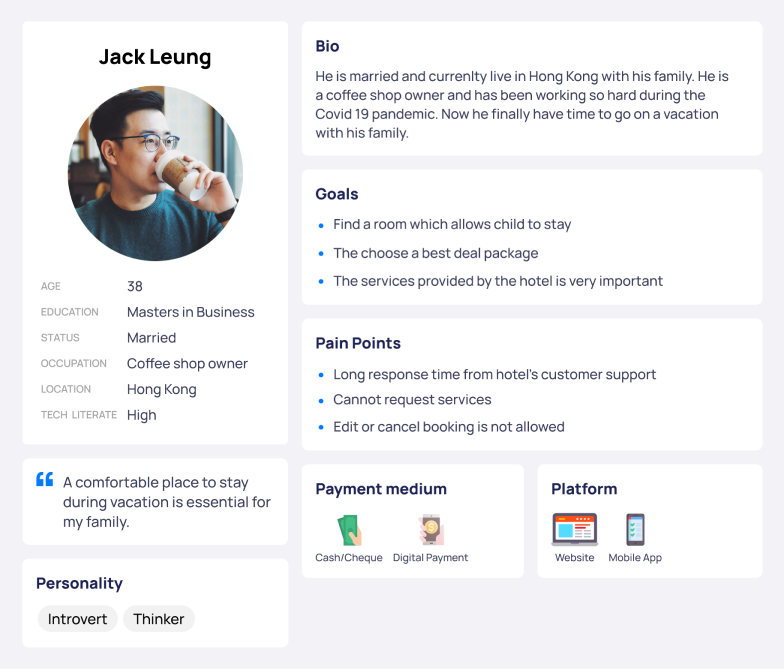 Jack Leung
AGE 38
EDUCATION Masters in Business
STATUS Married
OCCUPATION Coffee shop owner
LOCATION Hong Kong
TECH LITERATE High
“ A comfortable place to stay
during vacation is essential for
my family.
Personality
Introvert Thinker
Bio
He is married and currenlty live in Hong Kong with his family. He is
a coffee shop owner and has been working so hard during the
Covid 19 pandemic. Now he finally have time to go on a vacation
with his family.
Goals
• Find a room which allows child to stay
• The choose a best deal package
• The services provided by the hotel is very important
Pain Points
• Long response time from hotel's customer support
• Cannot request services
• Edit or cancel booking is not allowed
Payment medium
Cash/Cheque Digital Payment
Platform
Website Mobile App